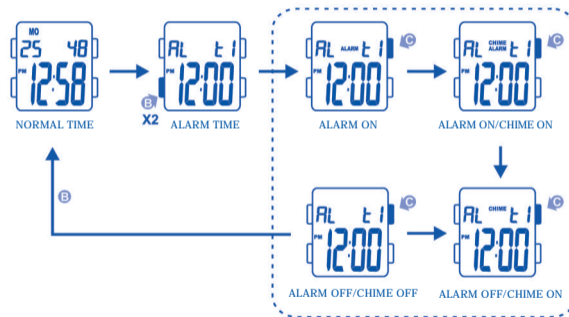 MO
25 48
PM 12:58
NORMAL TIME
B
X2
AL t1
PM 12:00
ALARM TIME
C
AL ALARM t1
PM 12:00
ALARM ON
C
AL CHIME ALARM t1
PM 12:00
ALARM ON/CHIME ON
B
C
AL t1
PM 12:00
ALARM OFF/CHIME OFF
C
AL CHIME t1
PM 12:00
ALARM OFF/CHIME ON